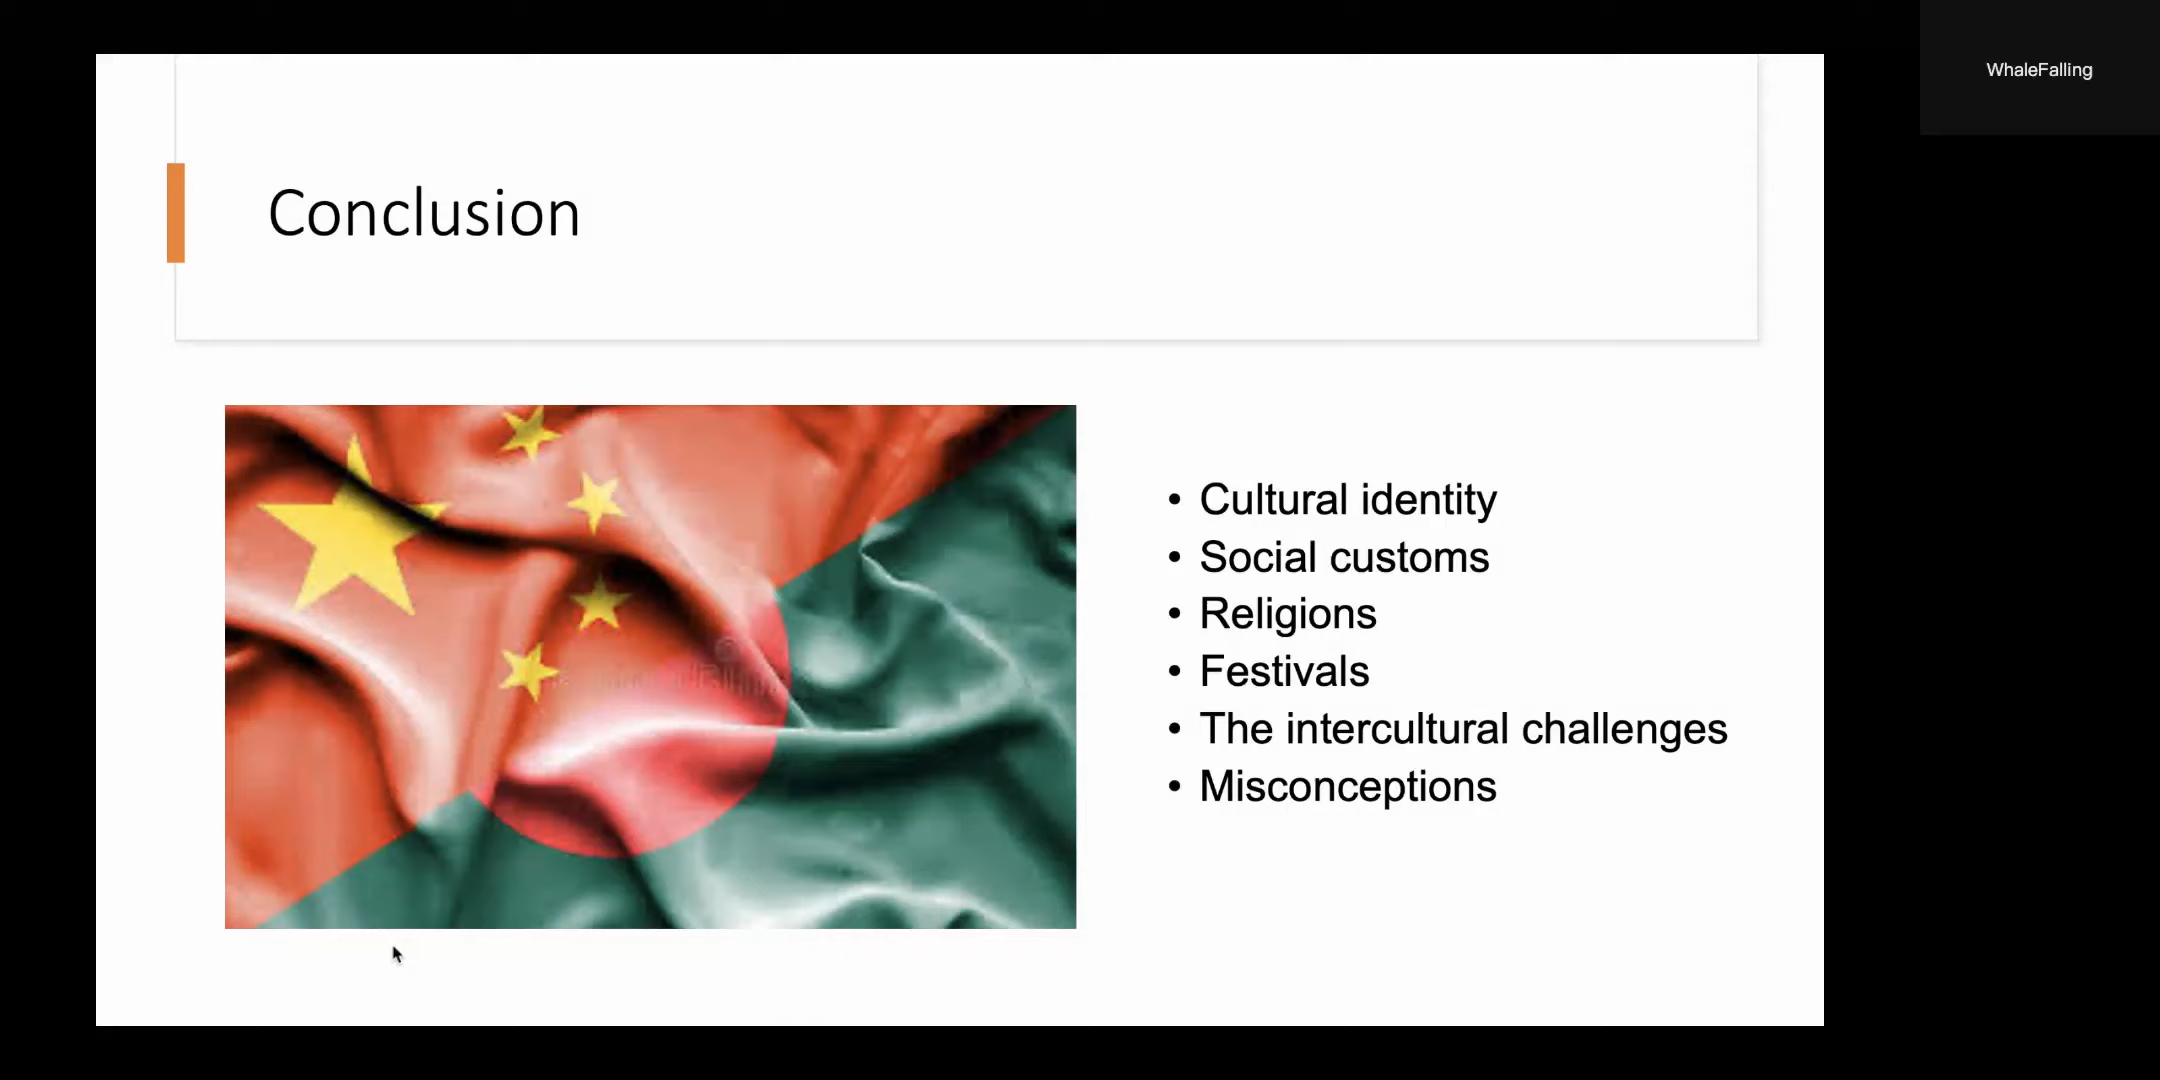 WhaleFalling
Conclusion
• Cultural identity
• Social customs
• Religions
• Festivals
• The intercultural challenges
• Misconceptions